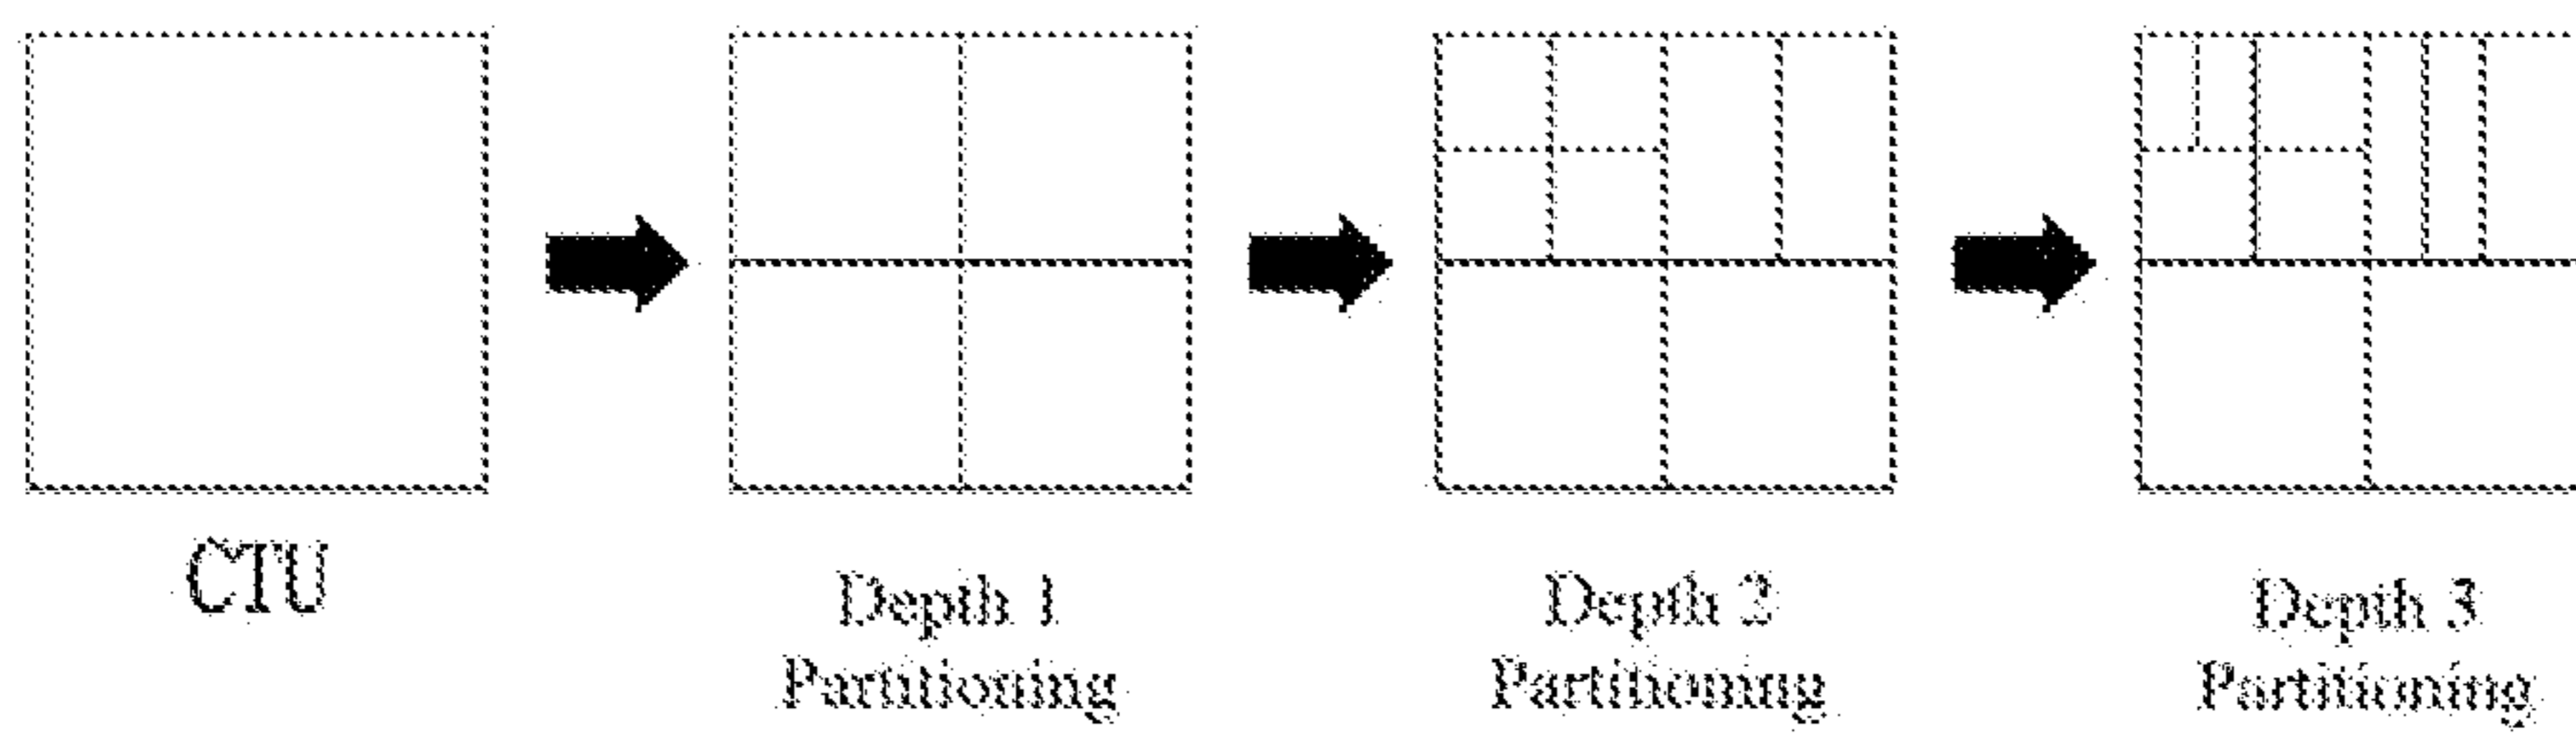 CTU
Depth 1
Partitioning
Depth 2
Partitioning
Depth 3
Partitioning